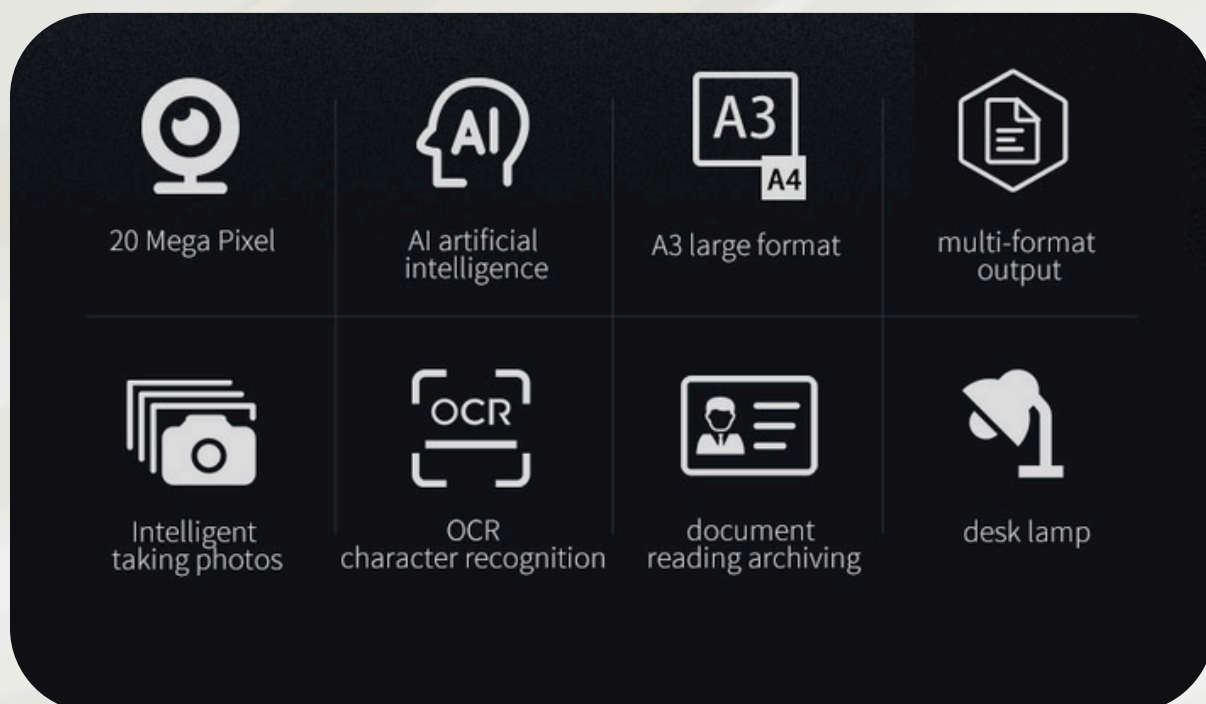 AI
A3
A4
20 Mega Pixel
AI artificial
intelligence
A3 large format
multi-format
output
OCR
Intelligent
taking photos
OCR
character recognition
document
reading archiving
desk lamp